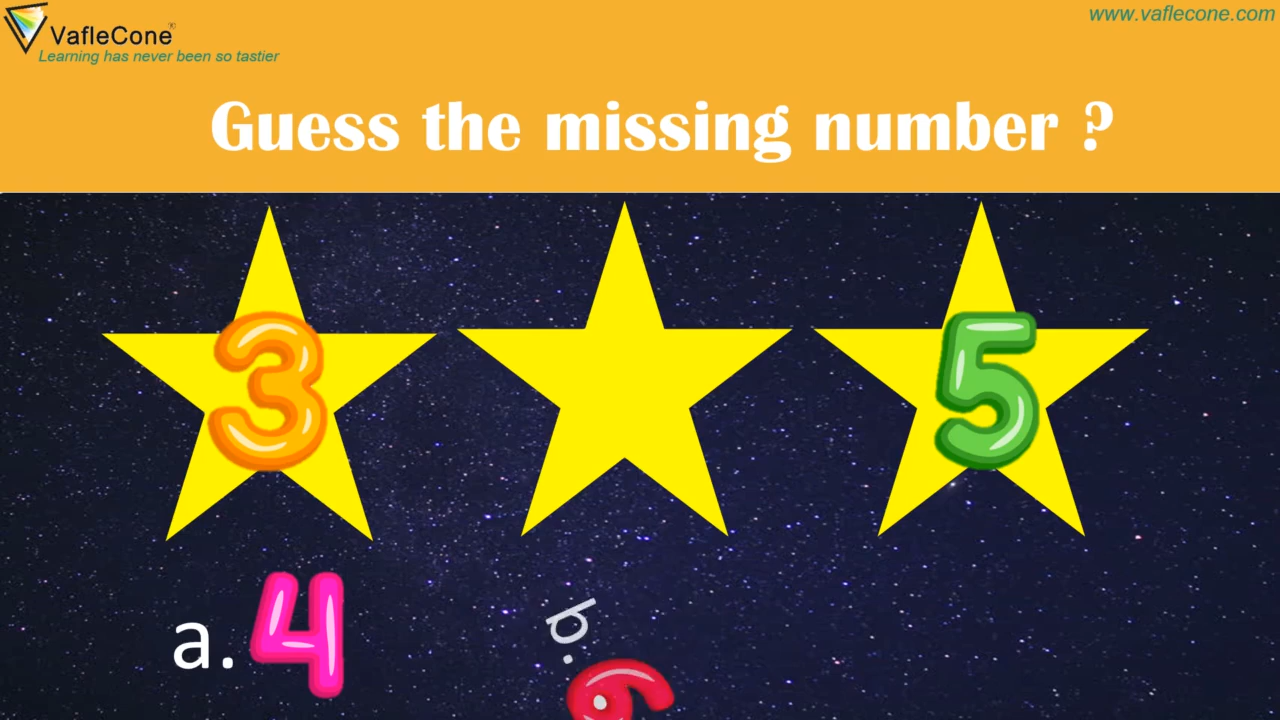 VafleCone®
Learning has never been so tastier
www.vaflecone.com
Guess the missing number ?
3
5
a. 4
b.